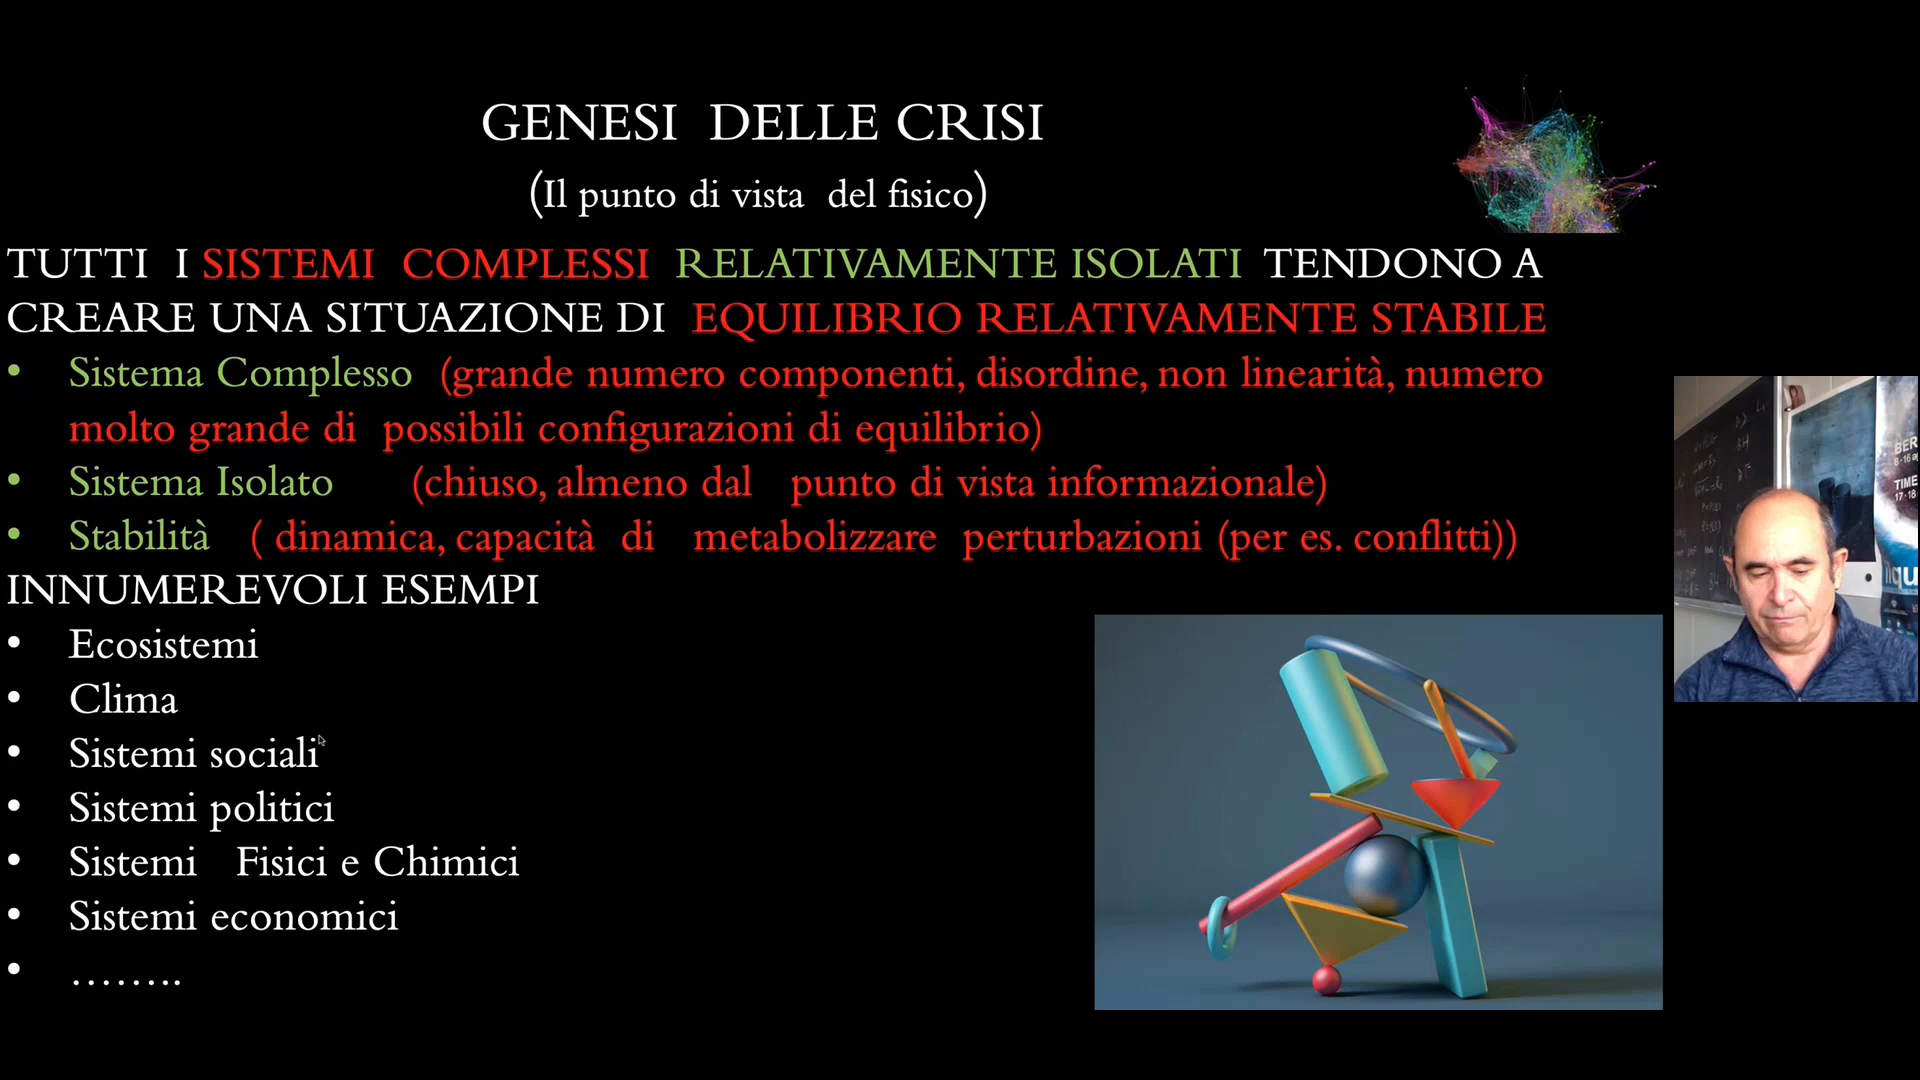 GENESI DELLE CRISI
(Il punto di vista del fisico)
TUTTI I SISTEMI COMPLESSI RELATIVAMENTE ISOLATI TENDONO A
CREARE UNA SITUAZIONE DI EQUILIBRIO RELATIVAMENTE STABILE
• Sistema Complesso (grande numero componenti, disordine, non linearità, numero
molto grande di possibili configurazioni di equilibrio)
• Sistema Isolato (chiuso, almeno dal punto di vista informazionale)
• Stabilità ( dinamica, capacità di metabolizzare perturbazioni (per es. conflitti))
INNUMEREVOLI ESEMPI
• Ecosistemi
• Clima
• Sistemi sociali
• Sistemi politici
• Sistemi Fisici e Chimici
• Sistemi economici
• ……..
BER
TIME